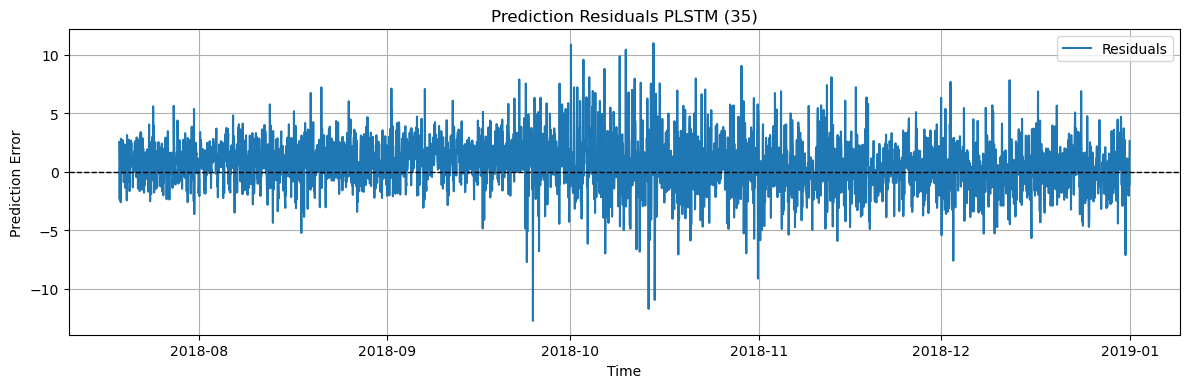 Prediction Residuals PLSTM (35)
Residuals
Prediction Error
10
5
0
−5
−10
2018-08
2018-09
2018-10
2018-11
2018-12
2019-01
Time